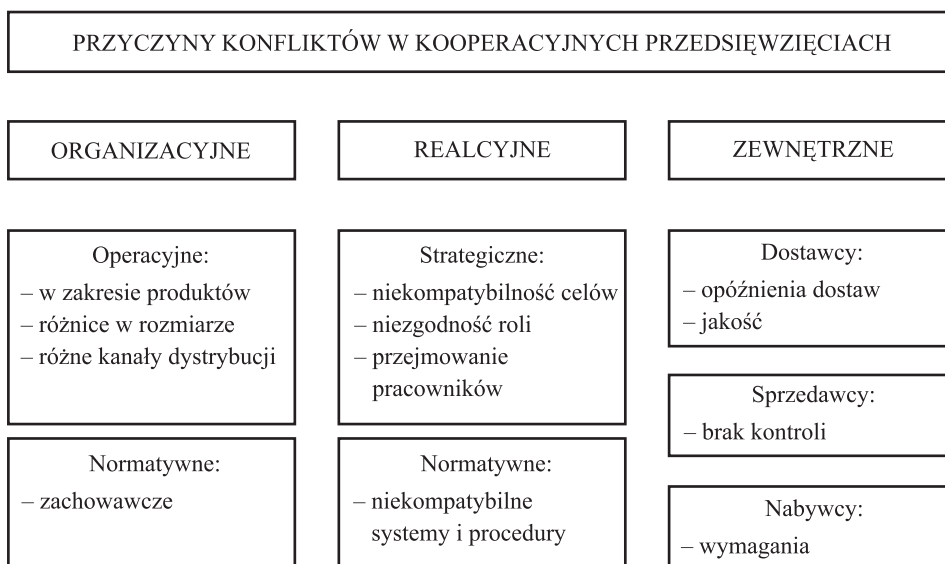 PRZYCZYNY KONFLIKTÓW W KOOPERACYJNYCH PRZEDSIĘWZIĘCIACH
ORGANIZACYJNE
Operacyjne:
– w zakresie produktów
– różnice w rozmiarze
– różne kanały dystrybucji
Normatywne:
– zachowawcze
REALCYJNE
Strategiczne:
– niekompatybilność celów
– niezgodność roli
– przejmowanie
pracowników
Normatywne:
– niekompatybilne
systemy i procedury
ZEWNĘTRZNE
Dostawcy:
– opóźnienia dostaw
– jakość
Sprzedawcy:
– brak kontroli
Nabywcy:
– wymagania